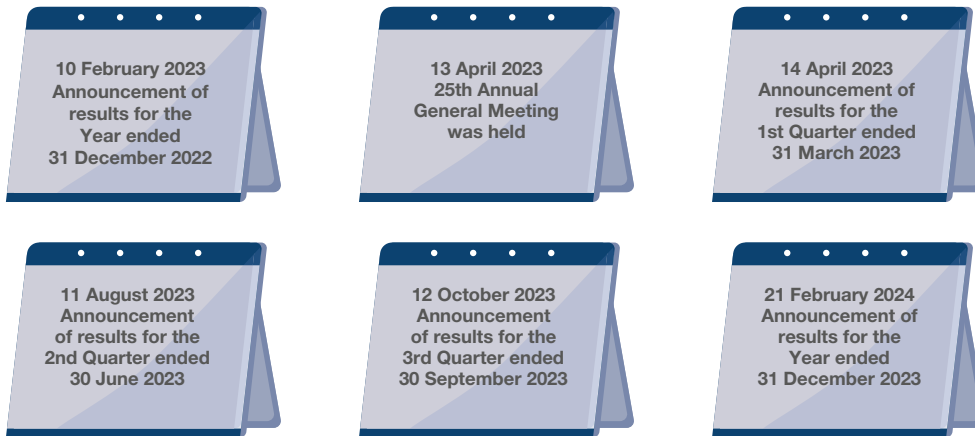 10 February 2023
Announcement of
results for the
Year ended
31 December 2022
13 April 2023
25th Annual
General Meeting
was held
14 April 2023
Announcement of
results for the
1st Quarter ended
31 March 2023
11 August 2023
Announcement
of results for the
2nd Quarter ended
30 June 2023
12 October 2023
Announcement
of results for the
3rd Quarter ended
30 September 2023
21 February 2024
Announcement of
results for the
Year ended
31 December 2023